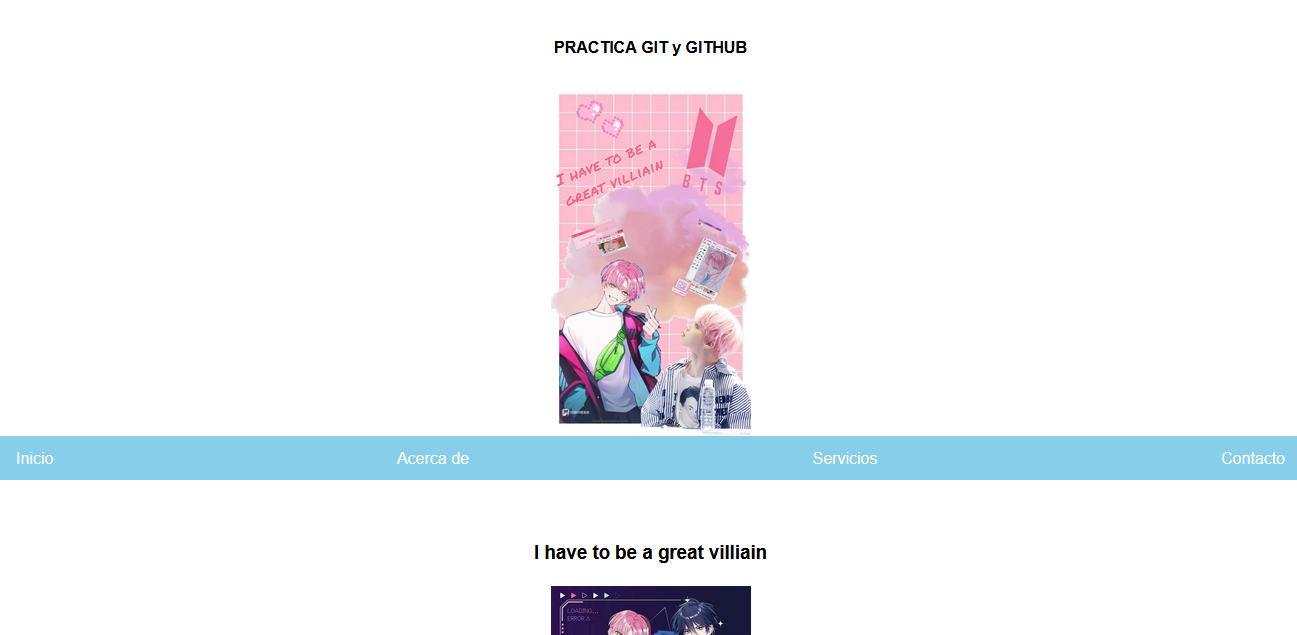 PRACTICA GIT y GITHUB
I HAVE TO BE A
GREAT VILLIAIN
BTS
Inicio
Acerca de
Servicios
Contacto
I have to be a great villiain
LOADING...
ERROR ⚠